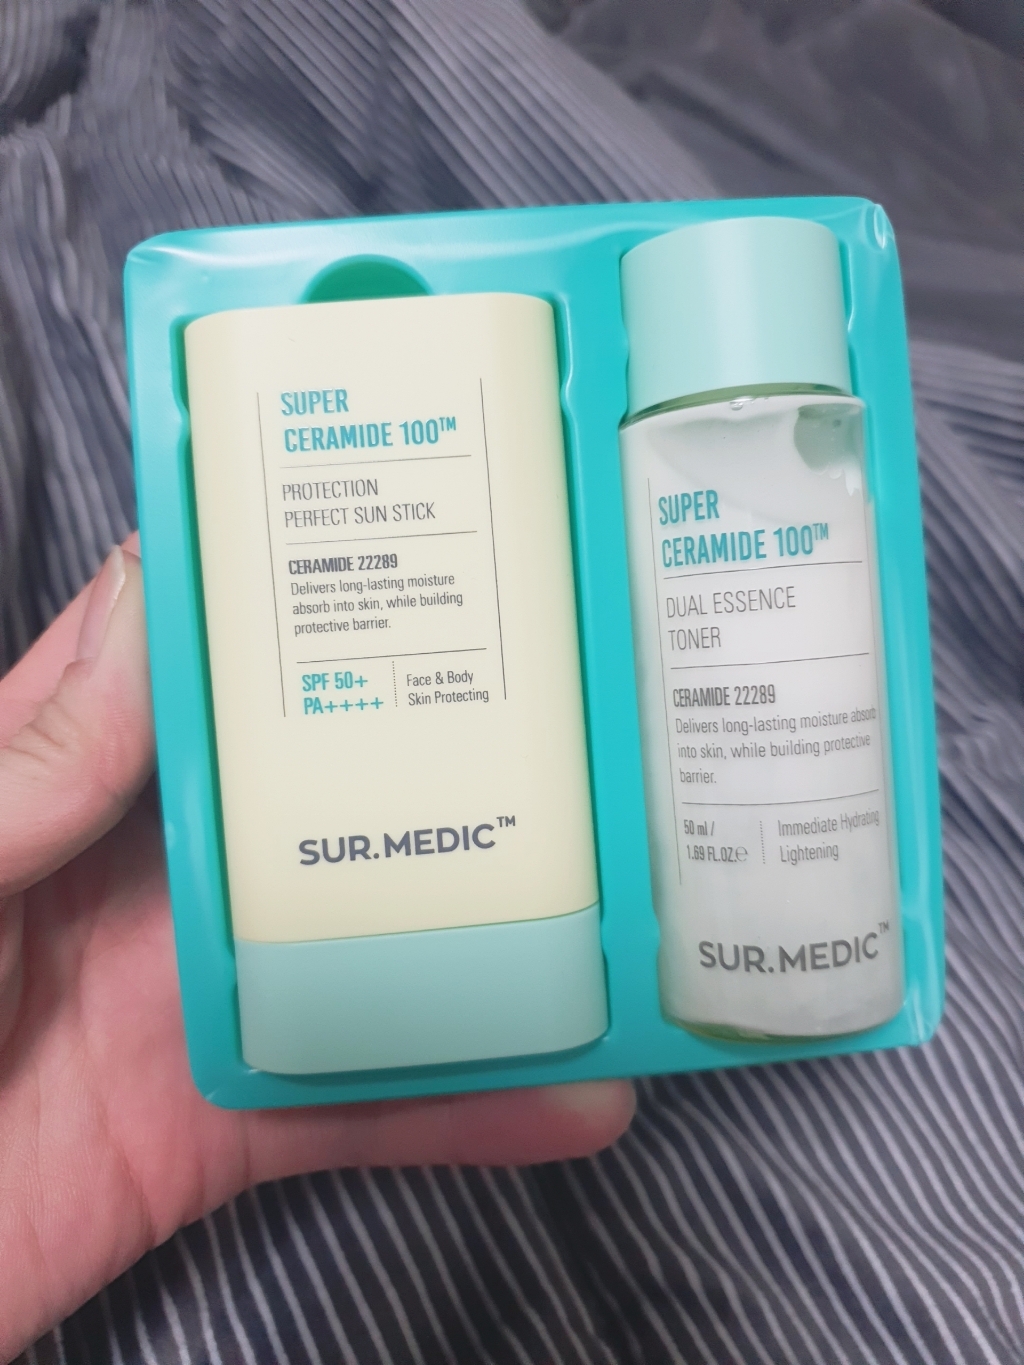 SUPER
CERAMIDE 100™
PROTECTION
PERFECT SUN STICK
CERAMIDE 22289
Delivers long-lasting moisture
absorb into skin, while building
protective barrier.
SPF 50+
PA++++
Face & Body
Skin Protecting
SUR.MEDIC™
SUPER
CERAMIDE 100™
DUAL ESSENCE
TONER
CERAMIDE 22289
Delivers long-lasting moisture absorb
into skin, while building protective
barrier.
50 ml /
1.69 FL.OZ.℮
Immediate Hydrating
Lightening
SUR.MEDIC™